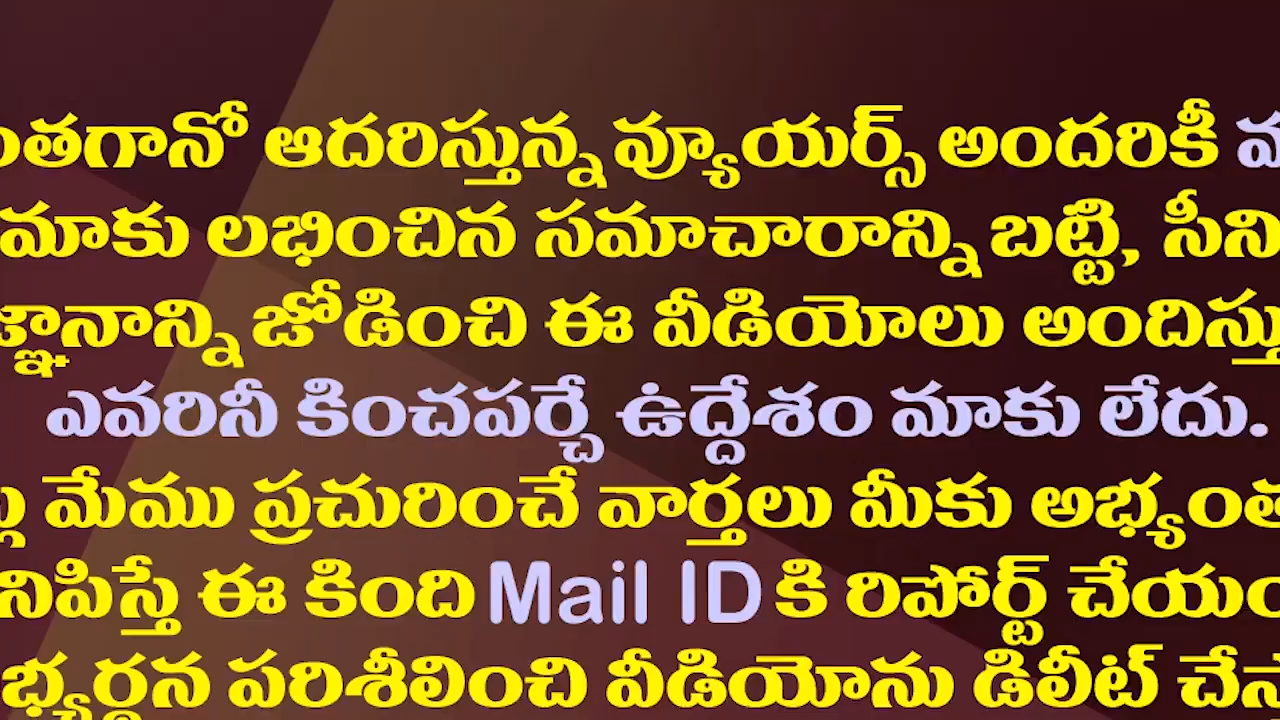 ఆదరిస్తున్న వ్యూయర్స్ అందరికీ
మాకు లభించిన సమాచారాన్ని బట్టి,
జోడించి ఈ వీడియోలు
ఎవరినీ కించపర్చే ఉద్దేశం మాకు లేదు.
మేము ప్రచురించే వార్తలు మీకు
ఈ కింది Mail ID కి రిపోర్ట్
పరిశీలించి వీడియోను డిలీట్